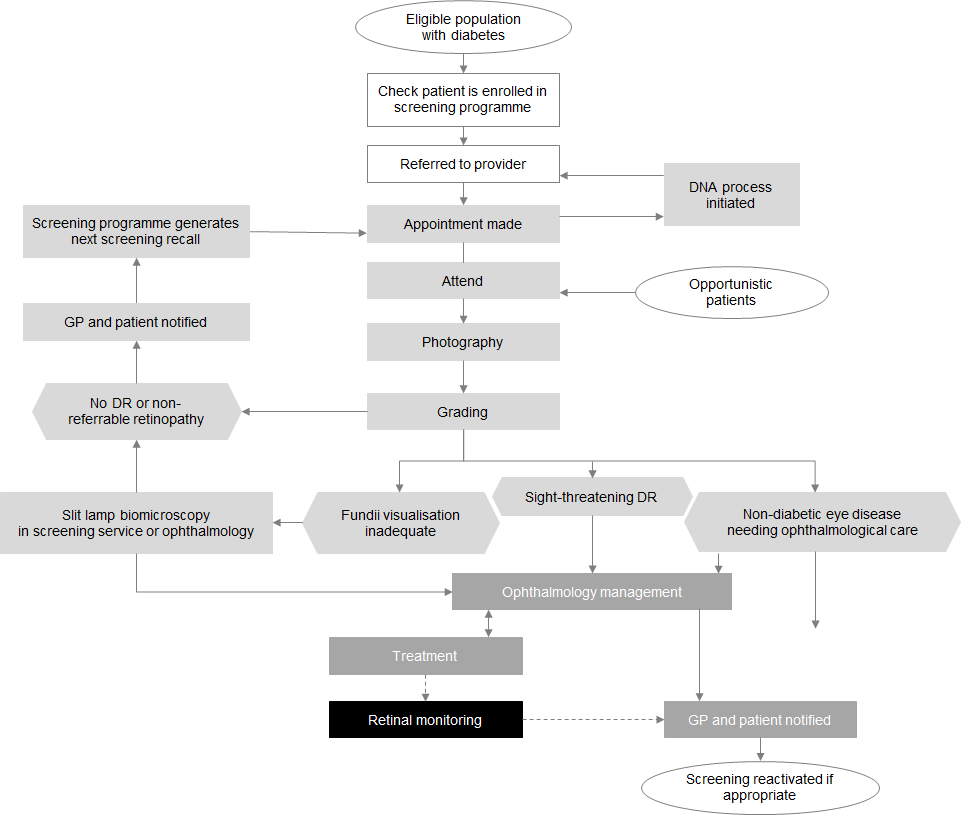 Eligible population
with diabetes
Check patient is enrolled in
screening programme
Referred to provider
DNA process
initiated
Screening programme generates
next screening recall
Appointment made
Attend
Opportunistic
patients
GP and patient notified
Photography
No DR or non-
referrable retinopathy
Grading
Slit lamp biomicroscopy
in screening service or ophthalmology
Fundii visualisation
inadequate
Sight-threatening DR
Non-diabetic eye disease
needing ophthalmological care
Ophthalmology management
Treatment
Retinal monitoring
GP and patient notified
Screening reactivated if
appropriate